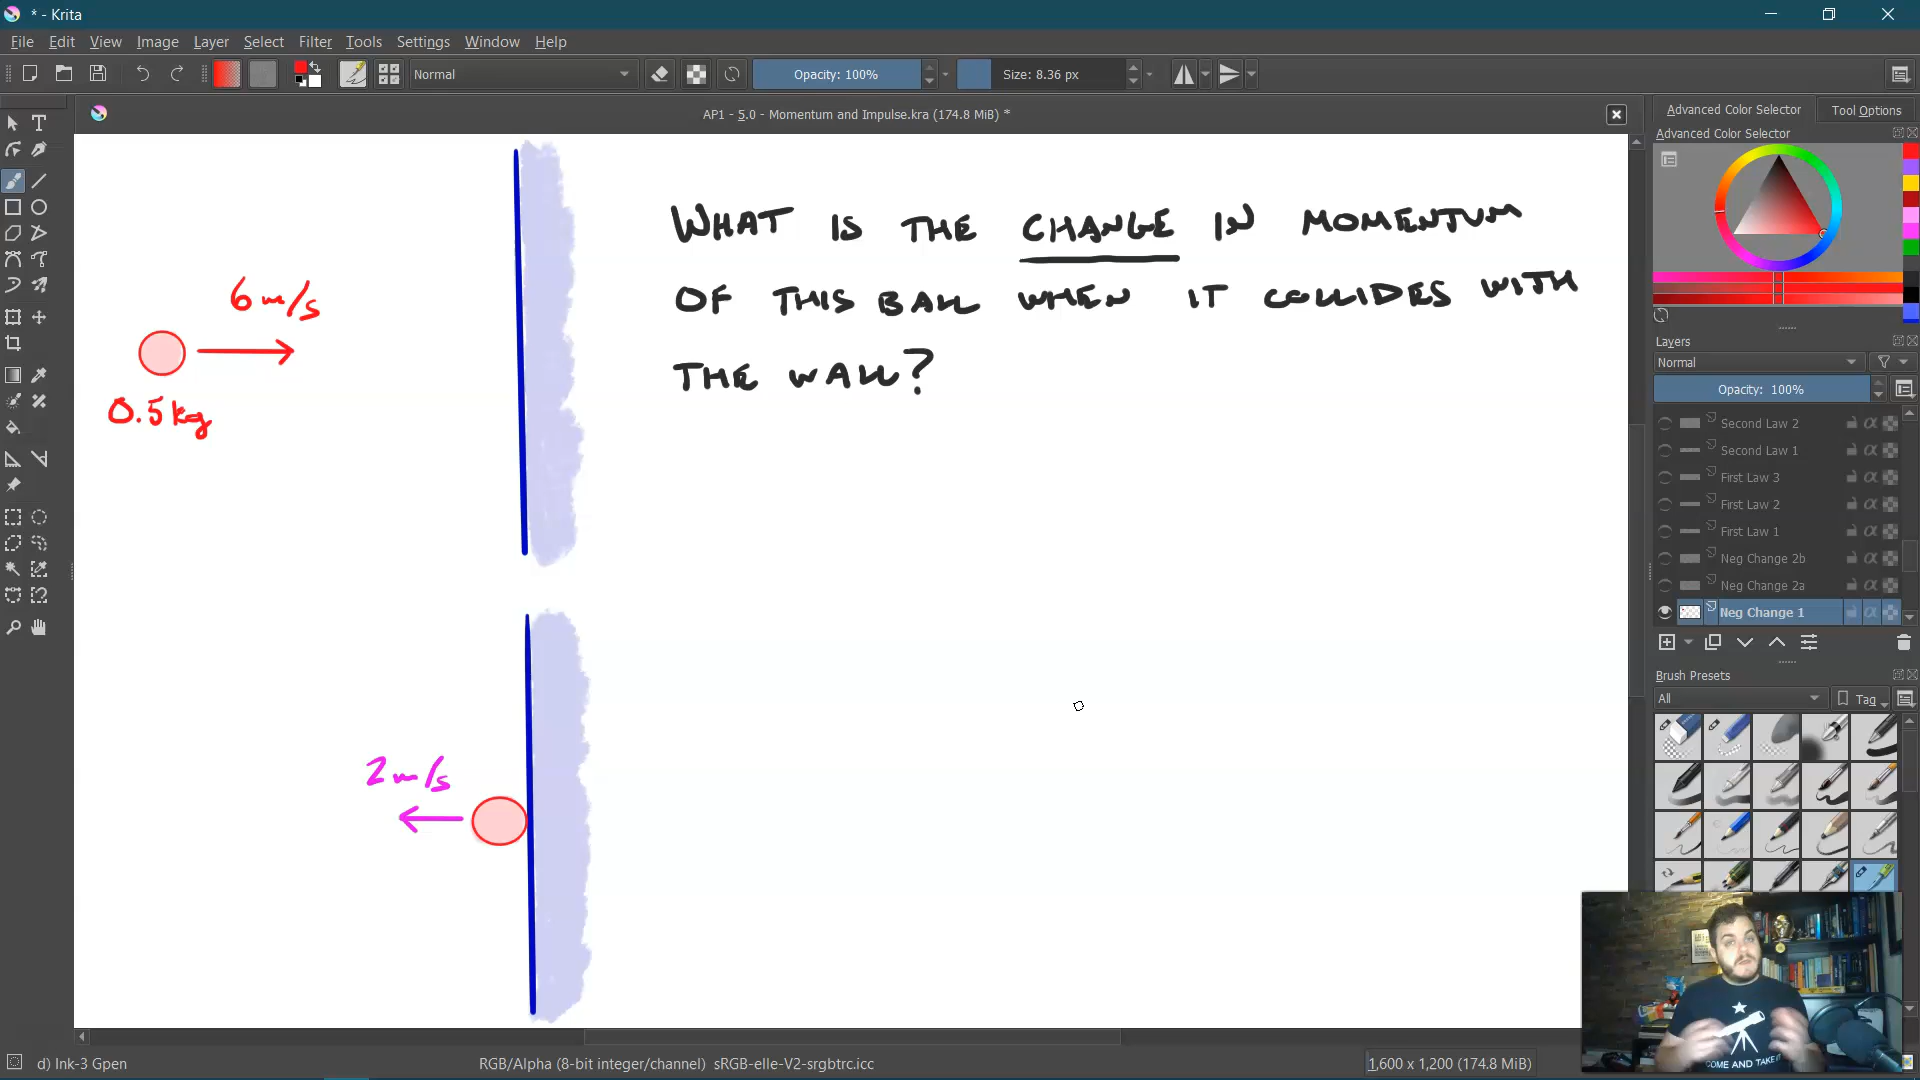 * - Krita
File Edit View Image Layer Select Filter Tools Settings Window Help
Normal
Opacity: 100%
Size: 8.36 px
AP1 - 5.0 - Momentum and Impulse.kra (174.8 MiB) *
Advanced Color Selector
Tool Options
Advanced Color Selector
WHAT IS THE CHANGE IN MOMENTUM
OF THIS BALL WHEN IT COLLIDES WITH
THE WALL?
6 m/s
0.5 kg
2 m/s
Layers
Normal
Opacity: 100%
Second Law 2
Second Law 1
First Law 3
First Law 2
First Law 1
Neg Change 2b
Neg Change 2a
Neg Change 1
Brush Presets
All
Tag
COME AND TAKE IT
d) Ink-3 Gpen
RGB/Alpha (8-bit integer/channel) sRGB-elle-V2-srgbtrc.icc
1,600 x 1,200 (174.8 MiB)